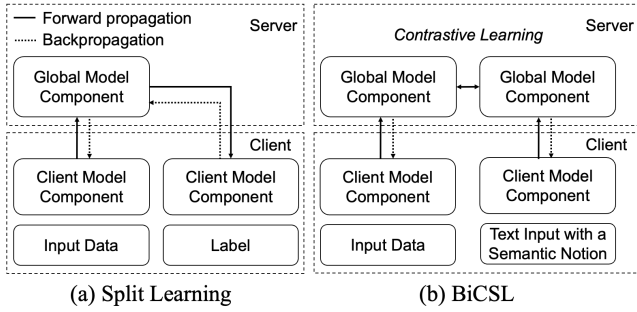 Forward propagation
Backpropagation
Server
Global Model
Component
Client
Client Model
Component
Client Model
Component
Input Data
Label
(a) Split Learning
Contrastive Learning
Server
Global Model
Component
Global Model
Component
Client
Client Model
Component
Client Model
Component
Input Data
Text Input with a
Semantic Notion
(b) BiCSL